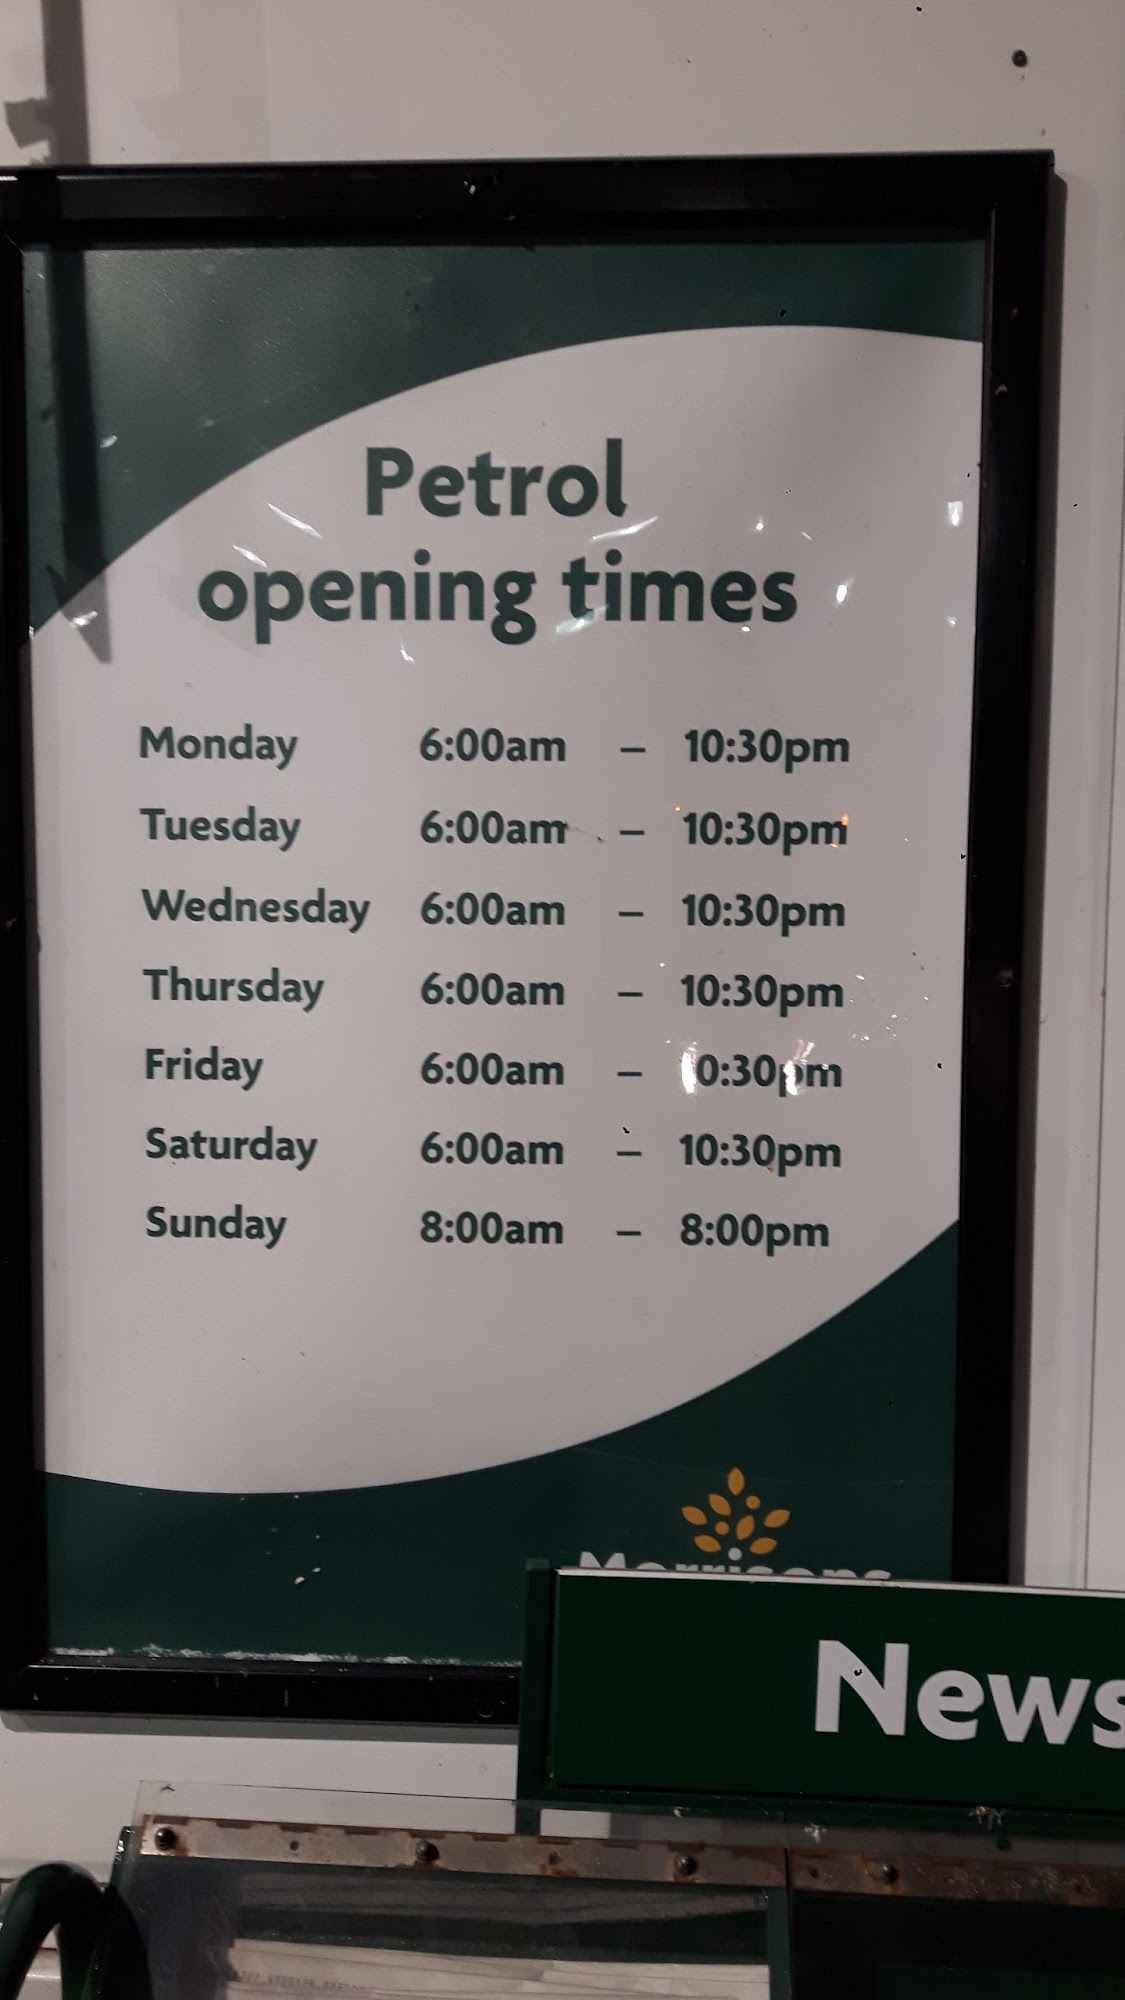 Petrol
opening times
Monday 6:00am – 10:30pm
Tuesday 6:00am – 10:30pm
Wednesday 6:00am – 10:30pm
Thursday 6:00am – 10:30pm
Friday 6:00am – 10:30pm
Saturday 6:00am – 10:30pm
Sunday 8:00am – 8:00pm
Morrisons
News